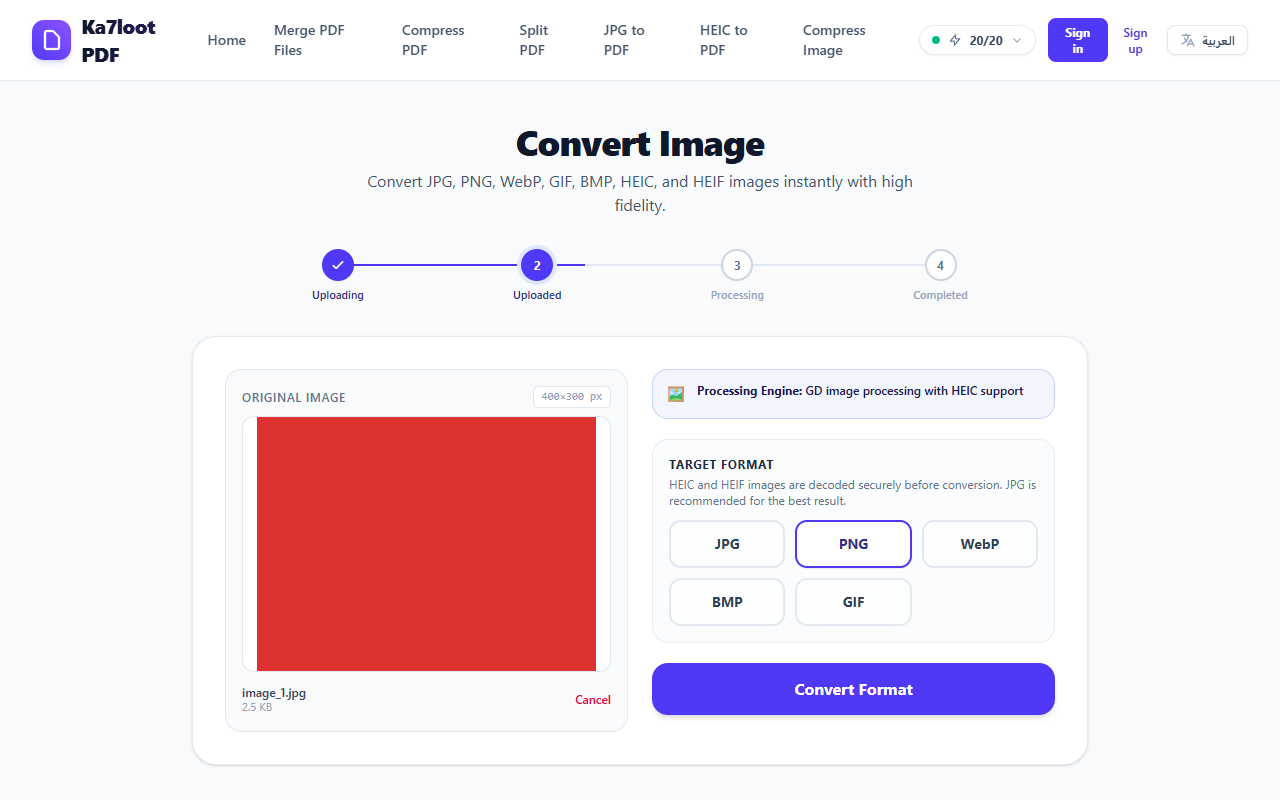 Ka7loot
PDF
Home
Merge PDF
Files
Compress
PDF
Split
PDF
JPG to
PDF
HEIC to
PDF
Compress
Image
20/20
Sign
in
Sign
up
العربية
Convert Image
Convert JPG, PNG, WebP, GIF, BMP, HEIC, and HEIF images instantly with high
fidelity.
2
3
4
Uploading
Uploaded
Processing
Completed
ORIGINAL IMAGE
400×300 px
image_1.jpg
2.5 KB
Cancel
Processing Engine: GD image processing with HEIC support
TARGET FORMAT
HEIC and HEIF images are decoded securely before conversion. JPG is
recommended for the best result.
JPG
PNG
WebP
BMP
GIF
Convert Format